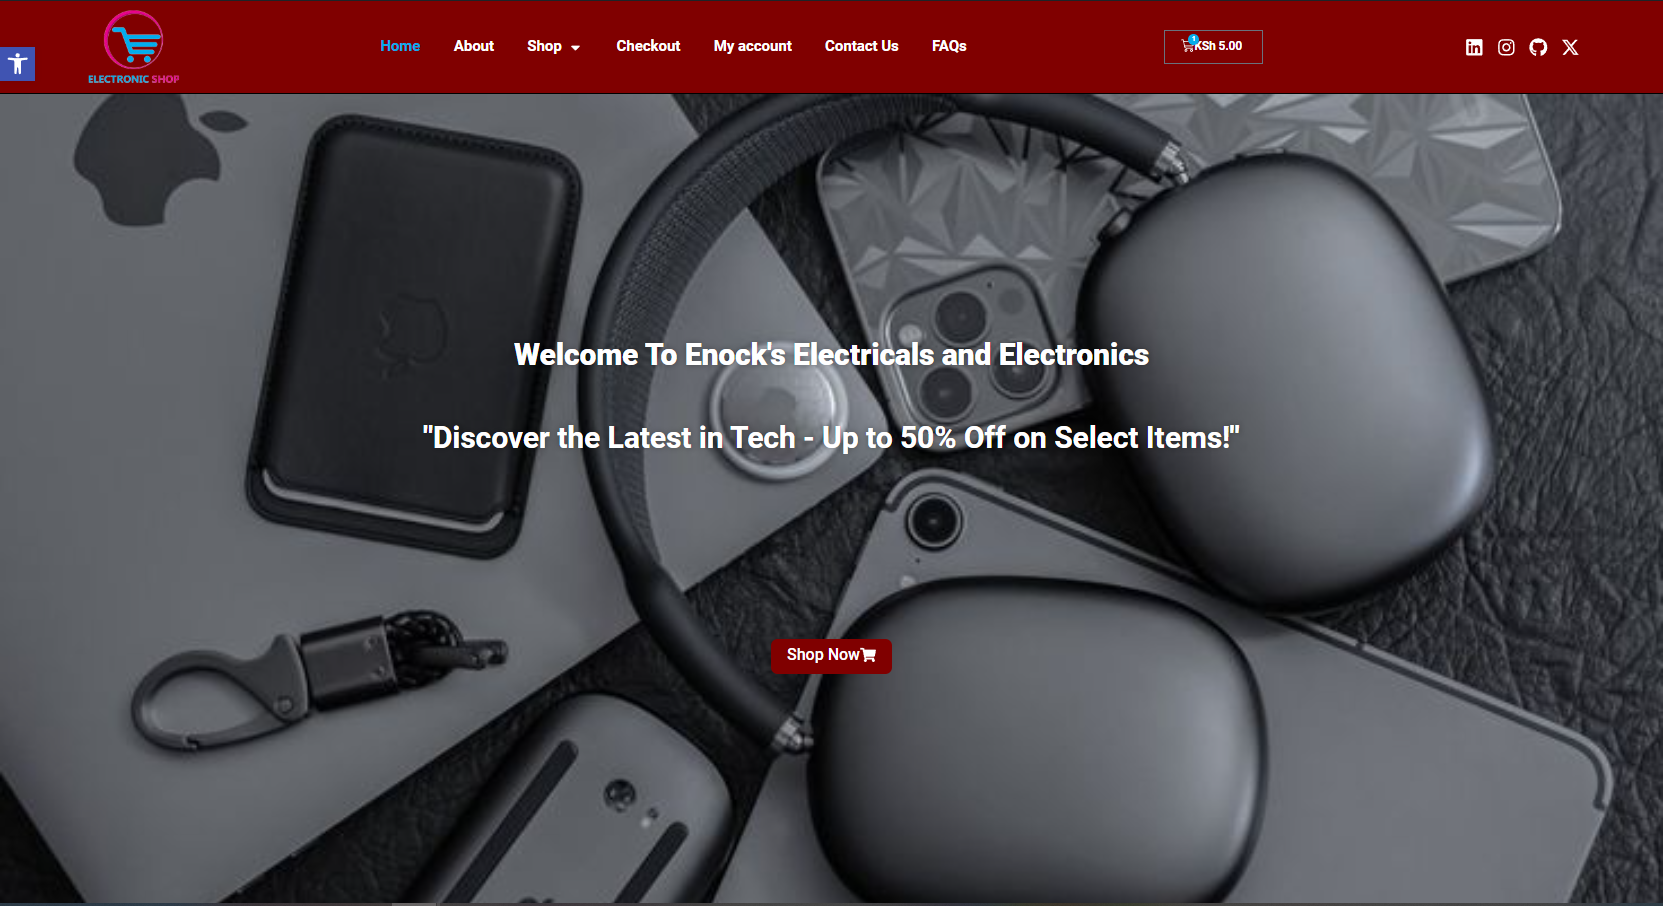 ELECTRONIC SHOP
Home About Shop Checkout My account Contact Us FAQs
1
KSh 5.00
Welcome To Enock's Electricals and Electronics
"Discover the Latest in Tech - Up to 50% Off on Select Items!"
Shop Now